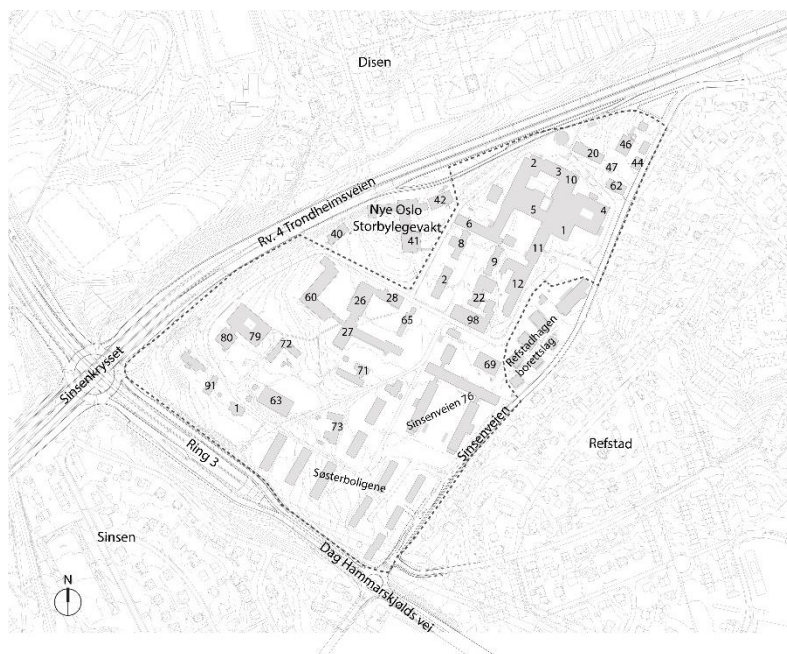 Disen
46
20
44
2
3
47
10
62
42
Nye Oslo
Storbylegevakt
Rv. 4 Trondheimsveien
5
4
6
40
41
8
1
11
9
2
12
28
22
60
26
65
98
27
80
79
72
Refstadhagen
borettslag
69
71
Sinsenkrysset
91
63
1
Sinsenveien 76
73
Sinsenveien
Refstad
Ring 3
Søsterboligene
Sinsen
Dag Hammarskjølds vei
N